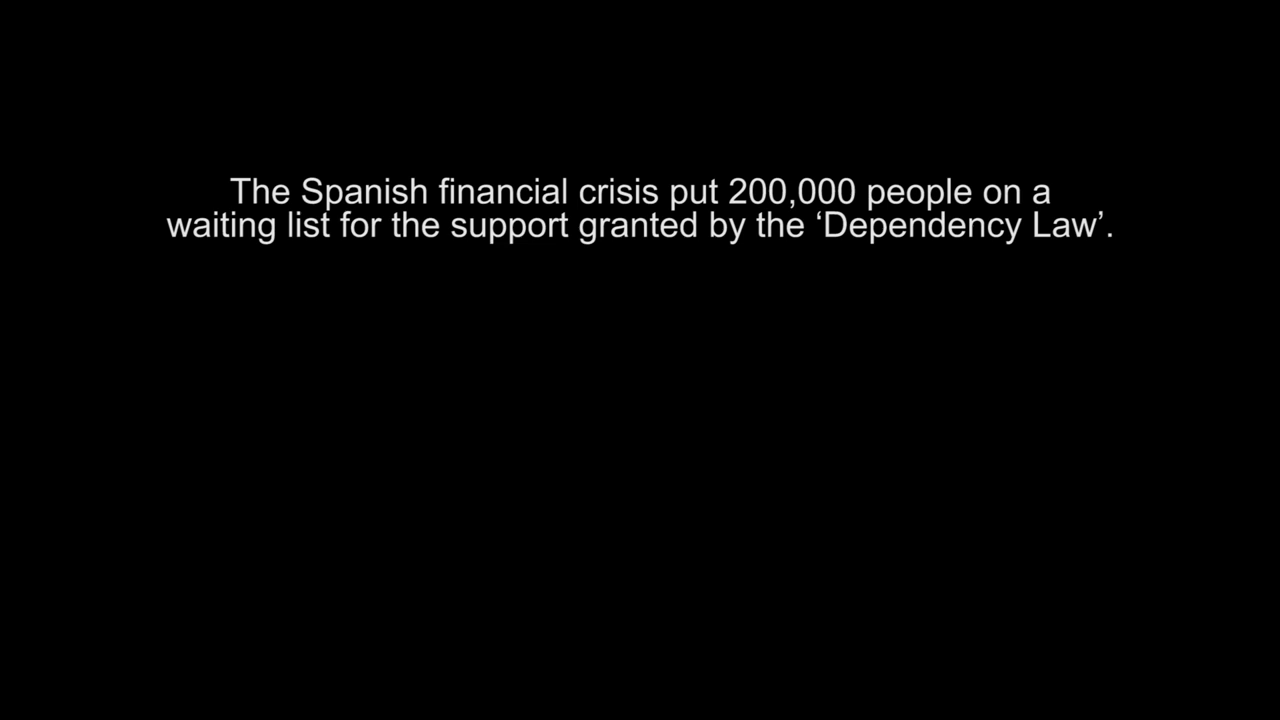 The Spanish financial crisis put 200,000 people on a
waiting list for the support granted by the ‘Dependency Law’.